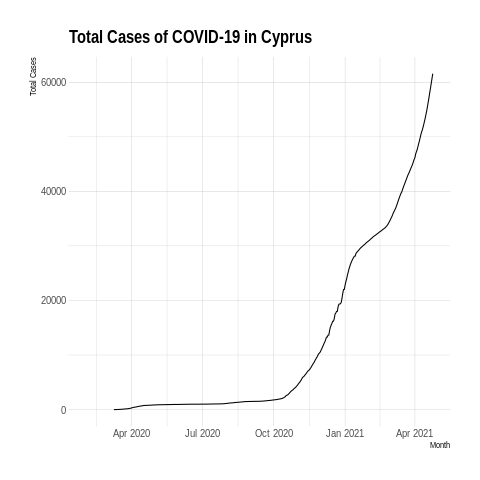 Total Cases of COVID-19 in Cyprus
Total Cases
60000
40000
20000
0
Apr 2020 Jul 2020 Oct 2020 Jan 2021 Apr 2021
Month